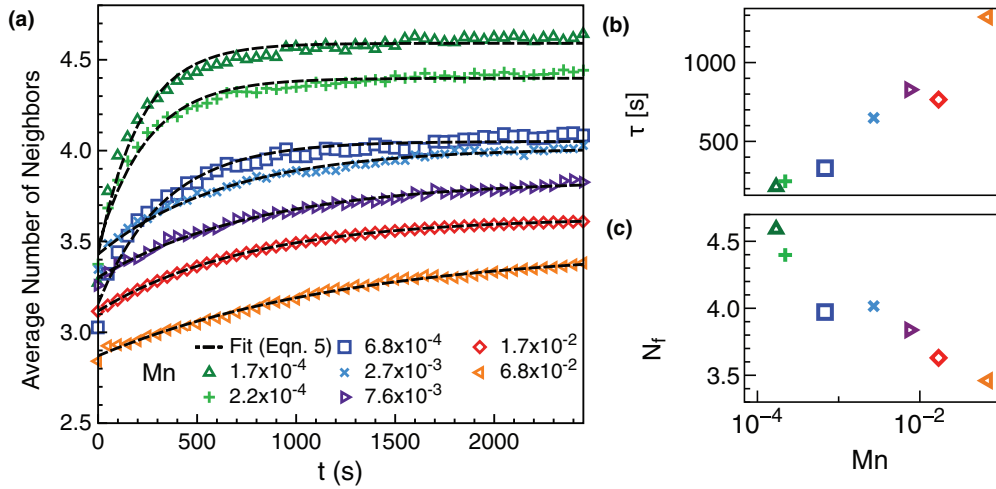 (a)
Average Number of Neighbors
4.5
4.0
3.5
3.0
2.5
0
500
1000
1500
2000
t (s)
Fit (Eqn. 5)
6.8x10⁻⁴
1.7x10⁻²
Mn
1.7x10⁻⁴
2.7x10⁻³
6.8x10⁻²
2.2x10⁻⁴
7.6x10⁻³
(b)
τ [s]
1000
500
(c)
N_f
4.5
4.0
3.5
10⁻⁴
10⁻²
Mn